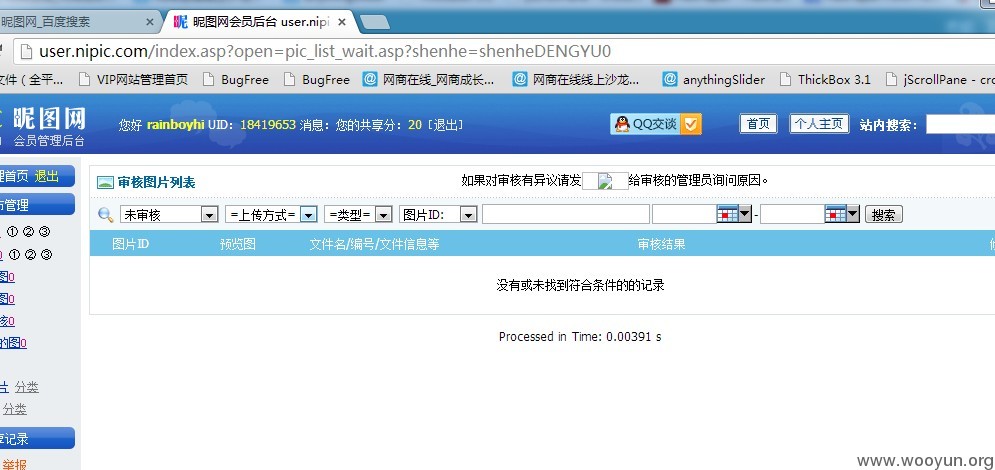 昵图网_百度搜索
昵图网会员后台 user.nipi
user.nipic.com/index.asp?open=pic_list_wait.asp?shenhe=shenheDENGYU0
文件（全平... VIP网站管理首页 BugFree BugFree 网商在线_网商成长... 网商在线线上沙龙... anythingSlider ThickBox 3.1 jScrollPane - cro
昵图网
会员管理后台
您好 rainboyhi UID：18419653 消息：您的共享分：20 [退出]
QQ交谈 首页 个人主页 站内搜索：
理首页 退出
管理
① ② ③
① ② ③
图0
图0
核0
的图0
片 分类
分类
享记录
举报
审核图片列表
如果对审核有异议请发 给审核的管理员询问原因。
未审核 =上传方式= =类型= 图片ID: - 搜索
图片ID 预览图 文件名/编号/文件信息等 审核结果
没有或未找到符合条件的的记录
Processed in Time: 0.00391 s
www.wooyun.org